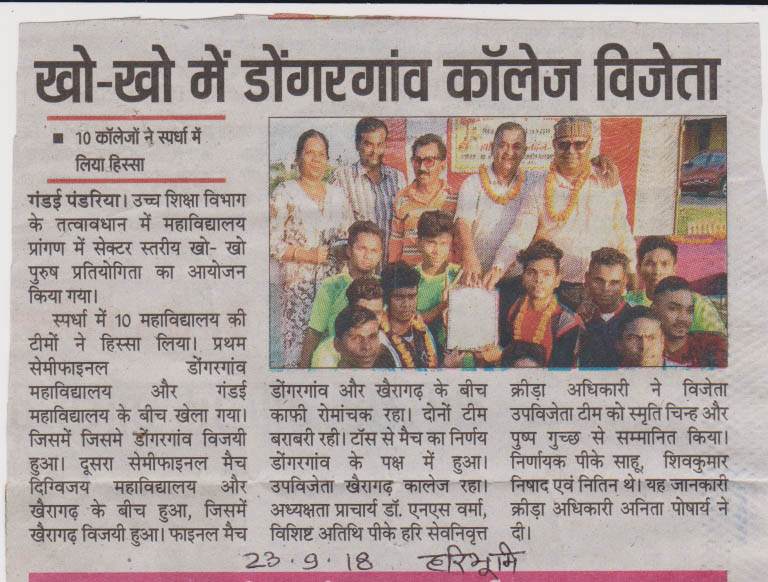 खो-खो में डोंगरगांव कॉलेज विजेता
■ 10 कॉलेजों ने स्पर्धा में
लिया हिस्सा
गंडई पंडरिया। उच्च शिक्षा विभाग
के तत्वावधान में महाविद्यालय
प्रांगण में सेक्टर स्तरीय खो- खो
पुरुष प्रतियोगिता का आयोजन
किया गया।
स्पर्धा में 10 महाविद्यालय की
टीमों ने हिस्सा लिया। प्रथम
सेमीफाइनल डोंगरगांव
महाविद्यालय और गंडई
महाविद्यालय के बीच खेला गया।
जिसमें जिसमे डोंगरगांव विजयी
हुआ। दूसरा सेमीफाइनल मैच
दिग्विजय महाविद्यालय और
खैरागढ़ के बीच हुआ, जिसमें
खैरागढ़ विजयी हुआ। फाइनल मैच
डोंगरगांव और खैरागढ़ के बीच
काफी रोमांचक रहा। दोनों टीम
बराबरी रही। टॉस से मैच का निर्णय
डोंगरगांव के पक्ष में हुआ।
उपविजेता खैरागढ़ कालेज रहा।
अध्यक्षता प्राचार्य डॉ. एनएस वर्मा,
विशिष्ट अतिथि पीके हरि सेवनिवृत्त
क्रीड़ा अधिकारी ने विजेता
उपविजेता टीम को स्मृति चिन्ह और
पुष्प गुच्छ से सम्मानित किया।
निर्णायक पीके साहू, शिवकुमार
निषाद एवं नितिन थे। यह जानकारी
क्रीड़ा अधिकारी अनिता पोषार्य ने
दी।
23.9.18 हरिभूमि